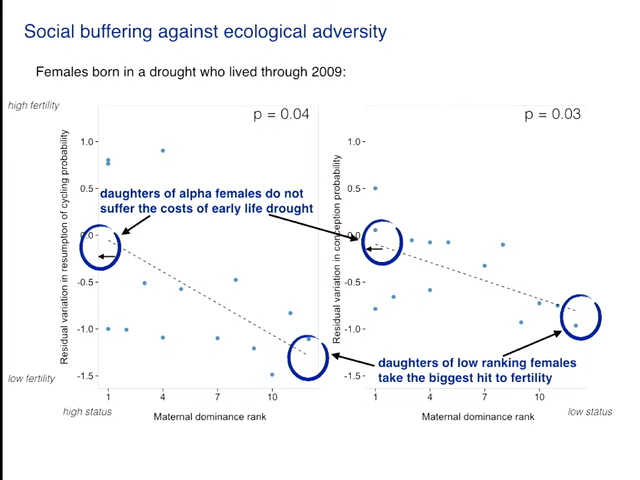 Social buffering against ecological adversity
Females born in a drought who lived through 2009:
high fertility
p = 0.04
p = 0.03
Residual variation in resumption of cycling probability
1.0
0.5
0.0
-0.5
-1.0
-1.5
Residual variation in conception probability
1.0
0.5
0.0
-0.5
-1.0
-1.5
daughters of alpha females do not
suffer the costs of early life drought
daughters of low ranking females
take the biggest hit to fertility
low fertility
1 4 7 10
1 4 7 10
high status
Maternal dominance rank
Maternal dominance rank
low status